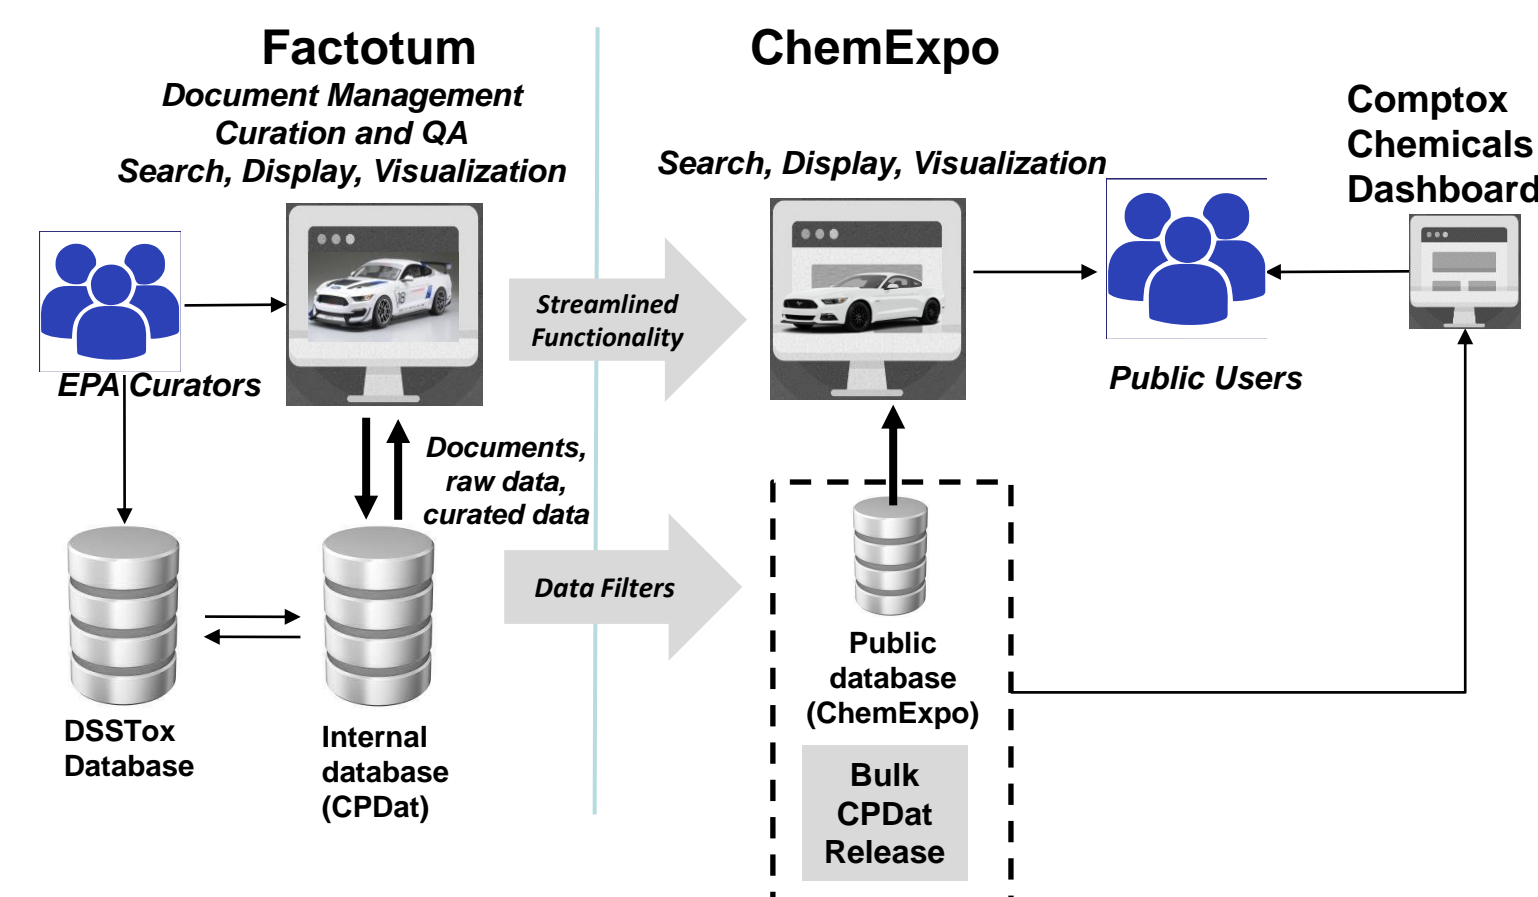 Factotum
Document Management
Curation and QA
Search, Display, Visualization
ChemExpo
Search, Display, Visualization
Comptox
Chemicals
Dashboard
Streamlined
Functionality
EPA Curators
Public Users
Documents,
raw data,
curated data
Data Filters
DSSTox
Database
Internal
database
(CPDat)
Public
database
(ChemExpo)
Bulk
CPDat
Release